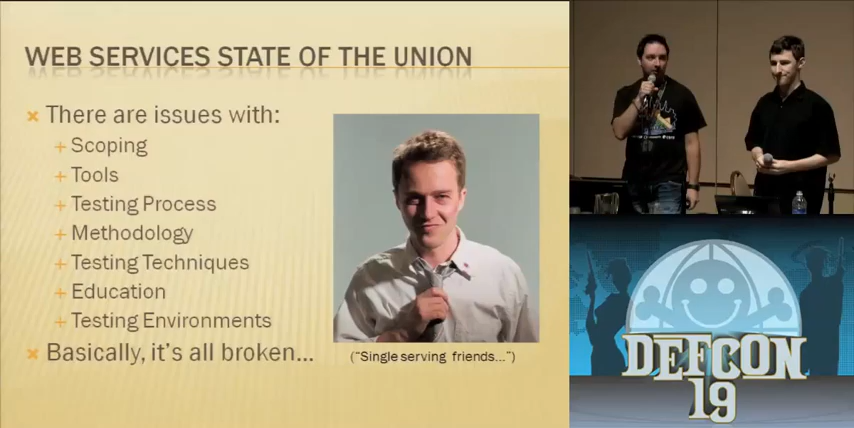 WEB SERVICES STATE OF THE UNION
There are issues with:
Scoping
Tools
Testing Process
Methodology
Testing Techniques
Education
Testing Environments
Basically, it's all broken...
("Single serving friends...")
DEFCON
19